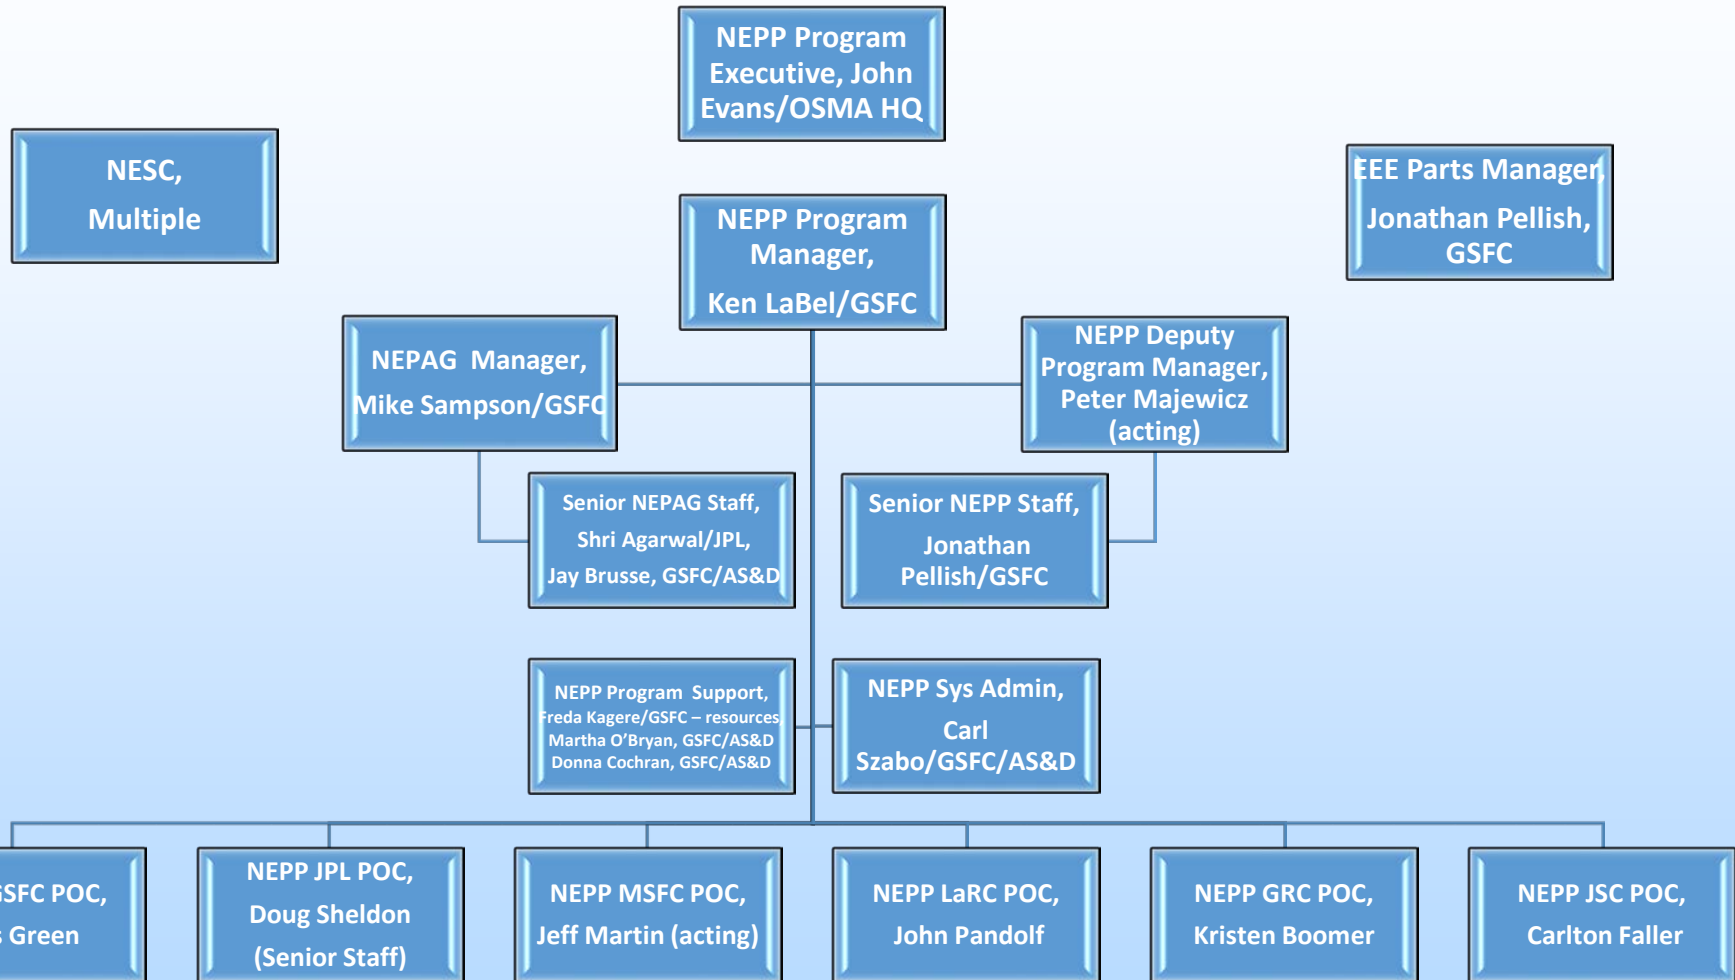 NEPP Program
Executive, John
Evans/OSMA HQ
NESC,
Multiple
EEE Parts Manager,
Jonathan Pellish,
GSFC
NEPP Program
Manager,
Ken LaBel/GSFC
NEPAG Manager,
Mike Sampson/GSFC
NEPP Deputy
Program Manager,
Peter Majewicz
(acting)
Senior NEPAG Staff,
Shri Agarwal/JPL,
Jay Brusse, GSFC/AS&D
Senior NEPP Staff,
Jonathan
Pellish/GSFC
NEPP Program Support,
Freda Kagere/GSFC – resources,
Martha O’Bryan, GSFC/AS&D
Donna Cochran, GSFC/AS&D
NEPP Sys Admin,
Carl
Szabo/GSFC/AS&D
GSFC POC,
Green
NEPP JPL POC,
Doug Sheldon
(Senior Staff)
NEPP MSFC POC,
Jeff Martin (acting)
NEPP LaRC POC,
John Pandolf
NEPP GRC POC,
Kristen Boomer
NEPP JSC POC,
Carlton Faller